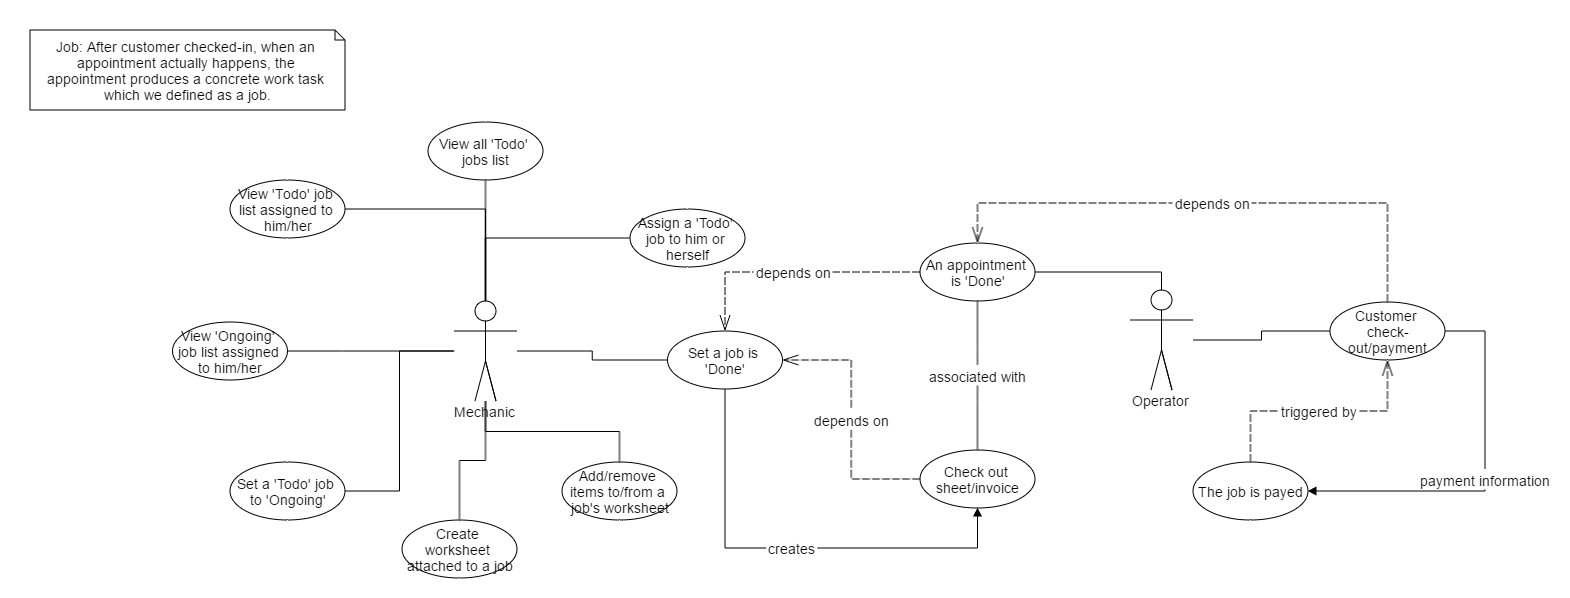 Job: After customer checked-in, when an
appointment actually happens, the
appointment produces a concrete work task
which we defined as a job.
View all 'Todo'
jobs list
View 'Todo' job
list assigned to
him/her
Assign a 'Todo'
job to him or
herself
depends on
An appointment
is 'Done'
depends on
View 'Ongoing'
job list assigned
to him/her
Mechanic
Set a job is
'Done'
associated with
Operator
Customer
check-
out/payment
depends on
triggered by
Set a 'Todo' job
to 'Ongoing'
Add/remove
items to/from a
job's worksheet
Check out
sheet/invoice
The job is payed
payment information
Create
worksheet
attached to a job
creates